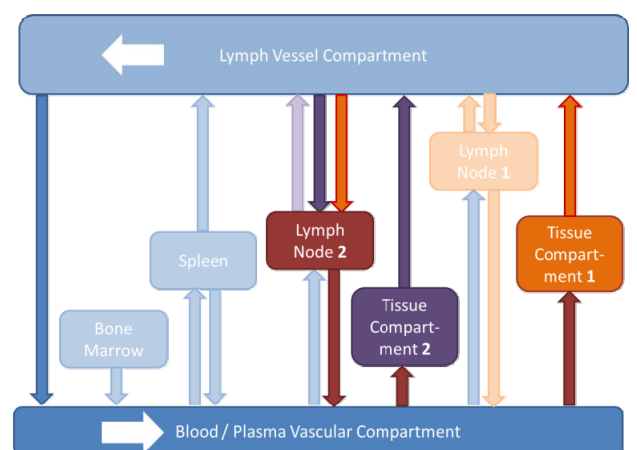 Lymph Vessel Compartment
Lymph
Node 1
Lymph
Node 2
Tissue
Compart-
ment 1
Spleen
Tissue
Compart-
ment 2
Bone
Marrow
Blood / Plasma Vascular Compartment